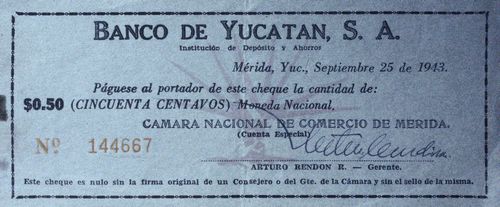 BANCO DE YUCATAN, S. A.
Institución de Depósito y Ahorros
Mérida, Yuc., Septiembre 25 de 1943.
Páguese al portador de este cheque la cantidad de:
$0.50 (CINCUENTA CENTAVOS) Moneda Nacional.
CAMARA NACIONAL DE COMERCIO DE MERIDA.
(Cuenta Especial)
Nº 144667
ARTURO RENDON R. — Gerente.
Este cheque es nulo sin la firma original de un Consejero o del Gte. de la Cámara y sin el sello de la misma.